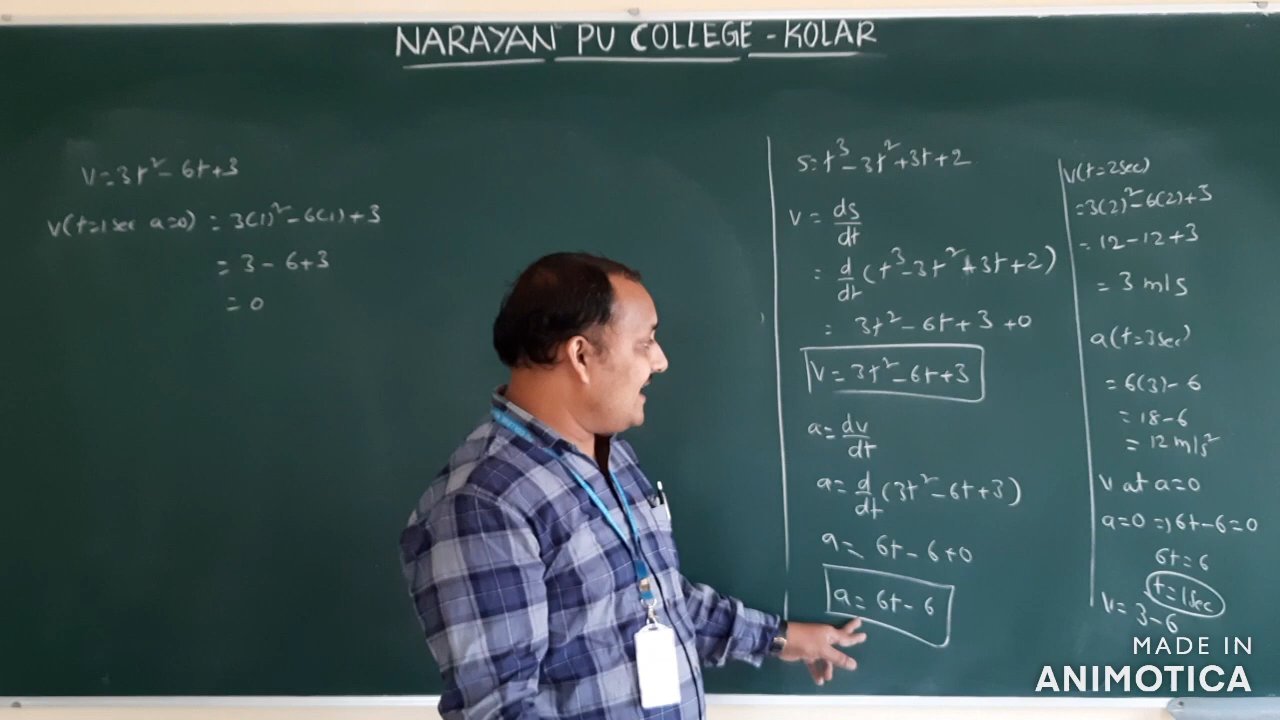 NARAYAN PU COLLEGE - KOLAR
V = 3t² - 6t + 3
V(t=1sec a=0) = 3(1)² - 6(1) + 3
= 3 - 6 + 3
= 0
S = t³ - 3t² + 3t + 2
V = ds/dt
= d/dt (t³ - 3t² + 3t + 2)
= 3t² - 6t + 3 + 0
V = 3t² - 6t + 3
a = dv/dt
a = d/dt (3t² - 6t + 3)
a = 6t - 6 + 0
a = 6t - 6
V(t=2sec)
= 3(2)² - 6(2) + 3
= 12 - 12 + 3
= 3 m/s
a(t=3sec)
= 6(3) - 6
= 18 - 6
= 12 m/s²
V at a=0
a=0 => 6t - 6 = 0
6t = 6
t = 1sec
V = 3 - 6
MADE IN
ANIMOTICA